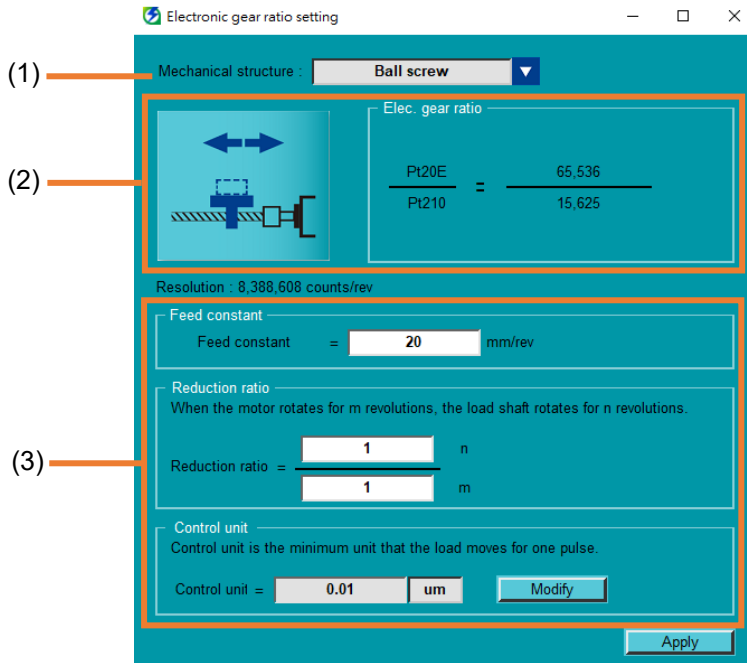 Electronic gear ratio setting
(1)
Mechanical structure : Ball screw
(2)
Elec. gear ratio
Pt20E = 65,536
Pt210 15,625
Resolution : 8,388,608 counts/rev
(3)
Feed constant
Feed constant = 20 mm/rev
Reduction ratio
When the motor rotates for m revolutions, the load shaft rotates for n revolutions.
1 n
Reduction ratio =
1 m
Control unit
Control unit is the minimum unit that the load moves for one pulse.
Control unit = 0.01 um Modify
Apply